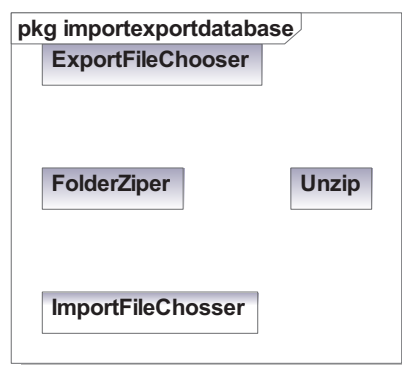 pkg importexportdatabase
ExportFileChooser
FolderZiper
Unzip
ImportFileChosser